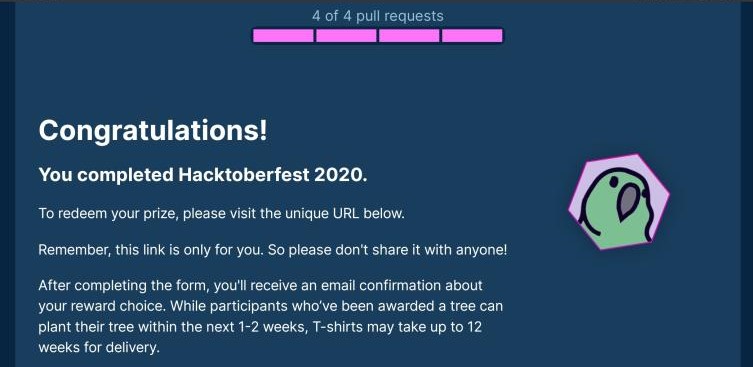 4 of 4 pull requests
Congratulations!
You completed Hacktoberfest 2020.
To redeem your prize, please visit the unique URL below.
Remember, this link is only for you. So please don't share it with anyone!
After completing the form, you'll receive an email confirmation about
your reward choice. While participants who've been awarded a tree can
plant their tree within the next 1-2 weeks, T-shirts may take up to 12
weeks for delivery.